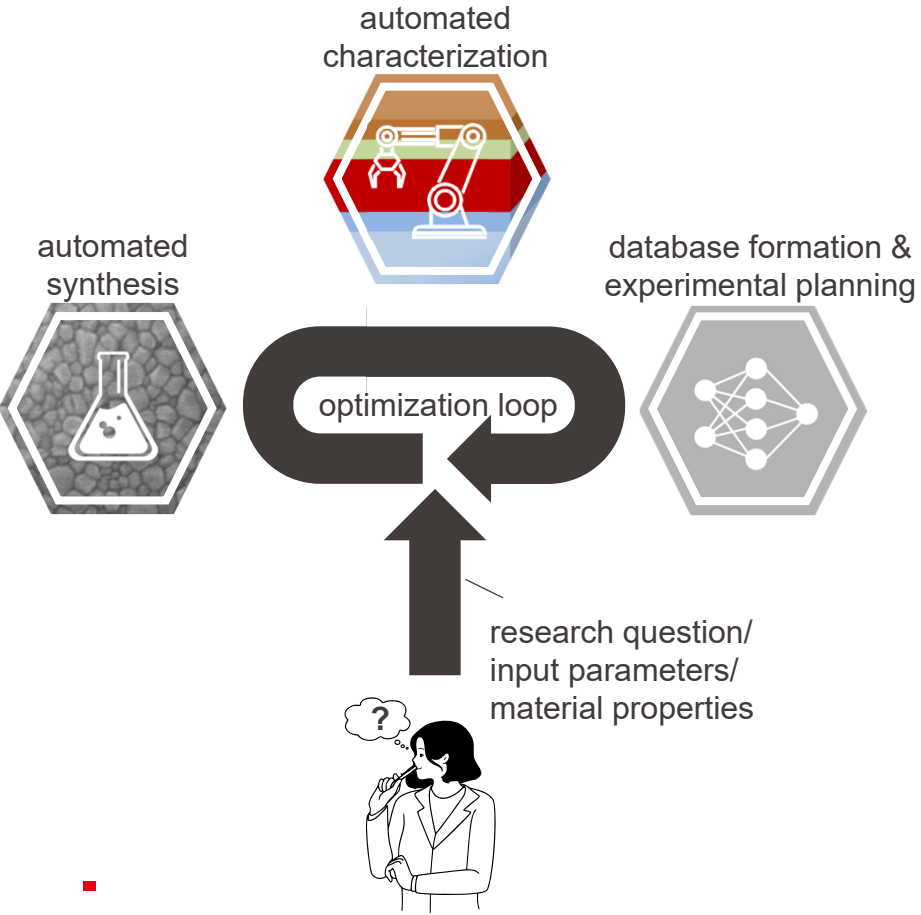 automated
characterization
automated
synthesis
database formation &
experimental planning
optimization loop
research question/
input parameters/
material properties
?